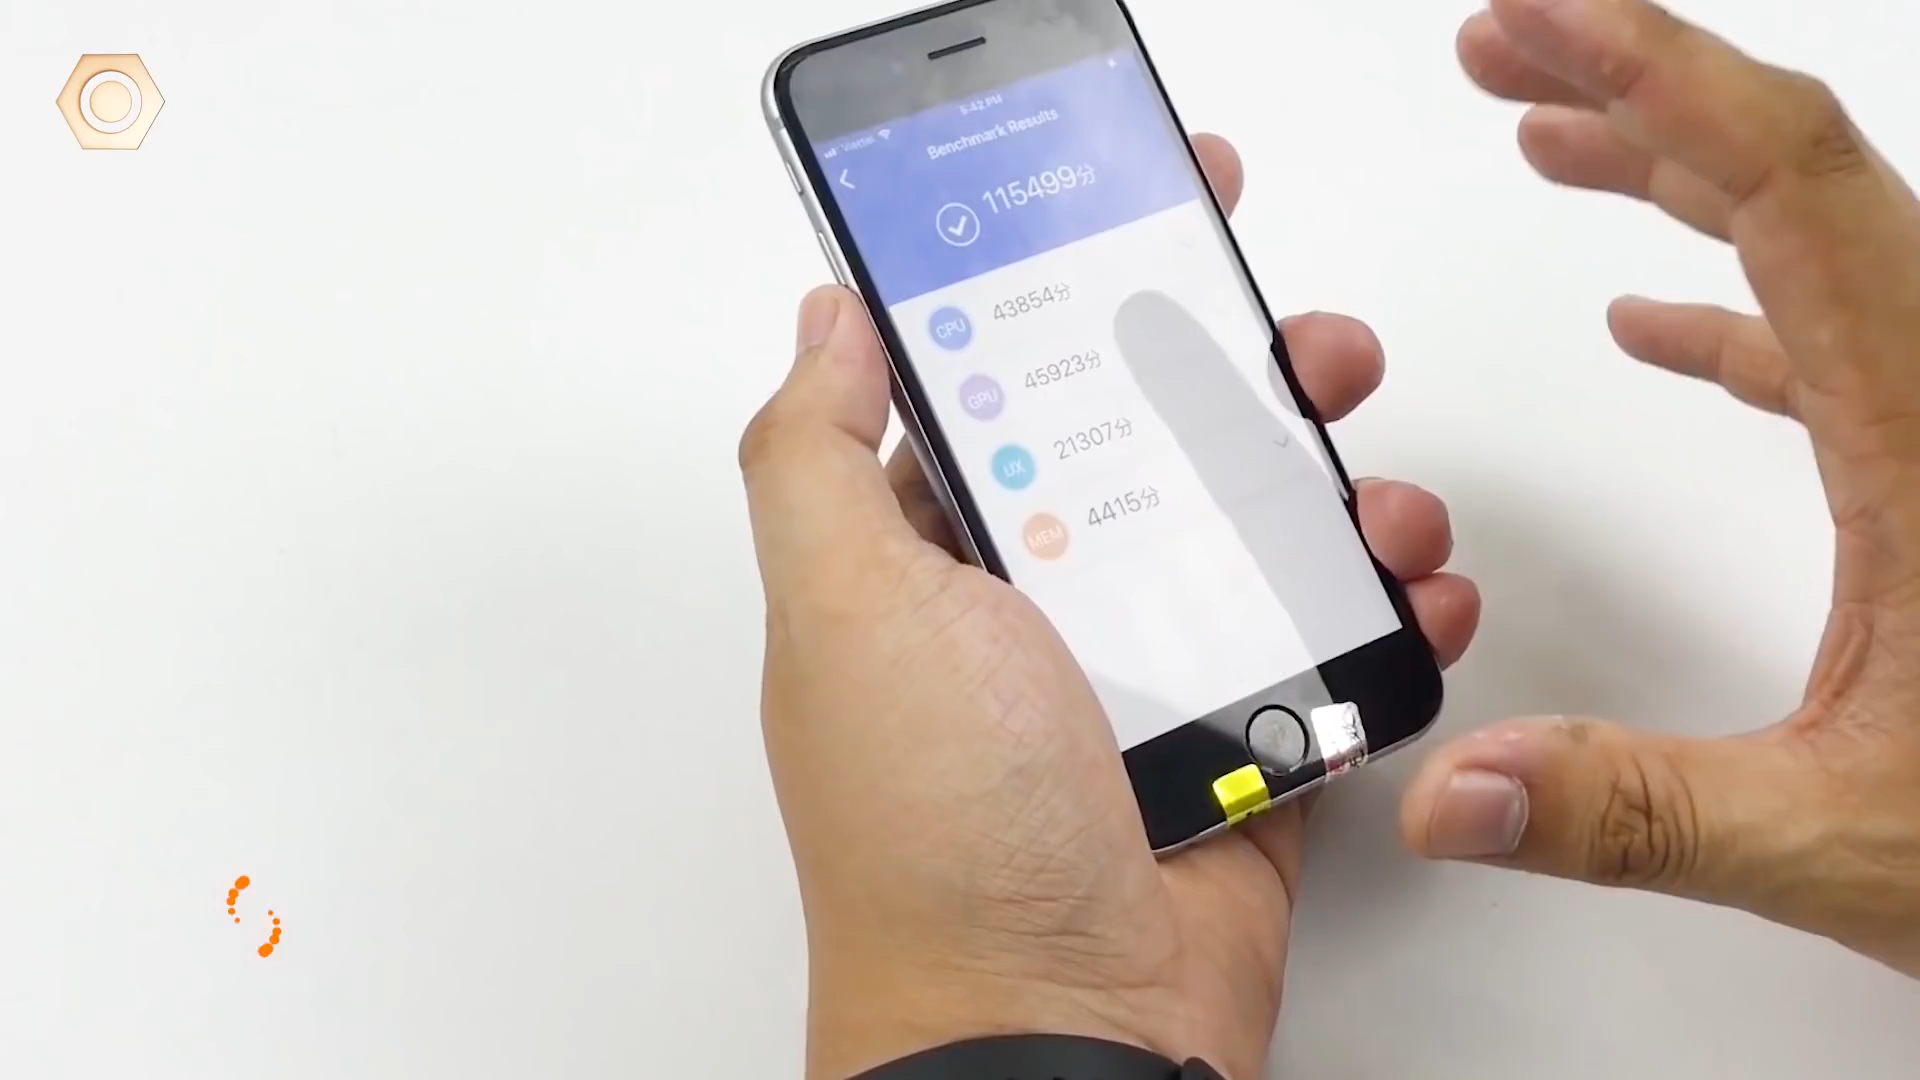 5:42 PM
Viettel
Benchmark Results
115499分
CPU
43854分
GPU
45923分
UX
21307分
MEM
4415分